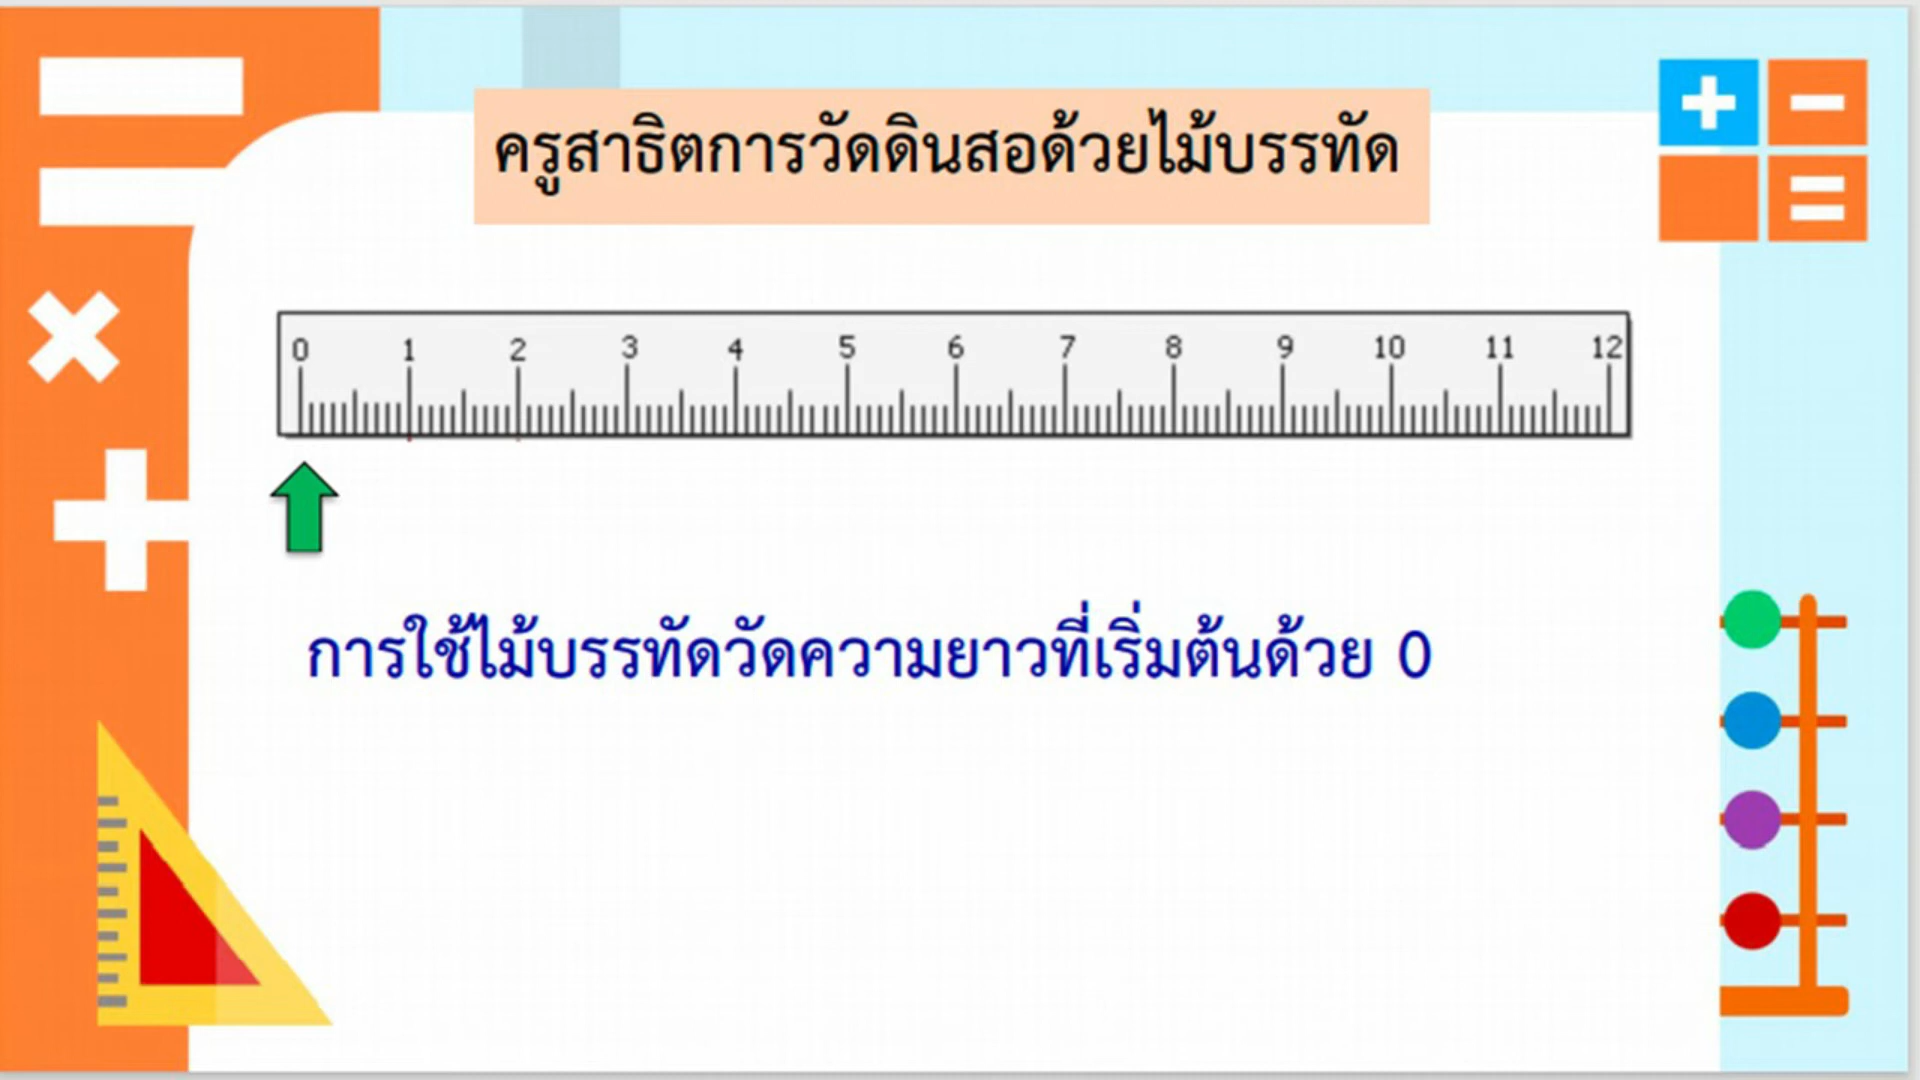 ครูสาธิตการวัดดินสอด้วยไม้บรรทัด
0 1 2 3 4 5 6 7 8 9 10 11 12
การใช้ไม้บรรทัดวัดความยาวที่เริ่มต้นด้วย 0